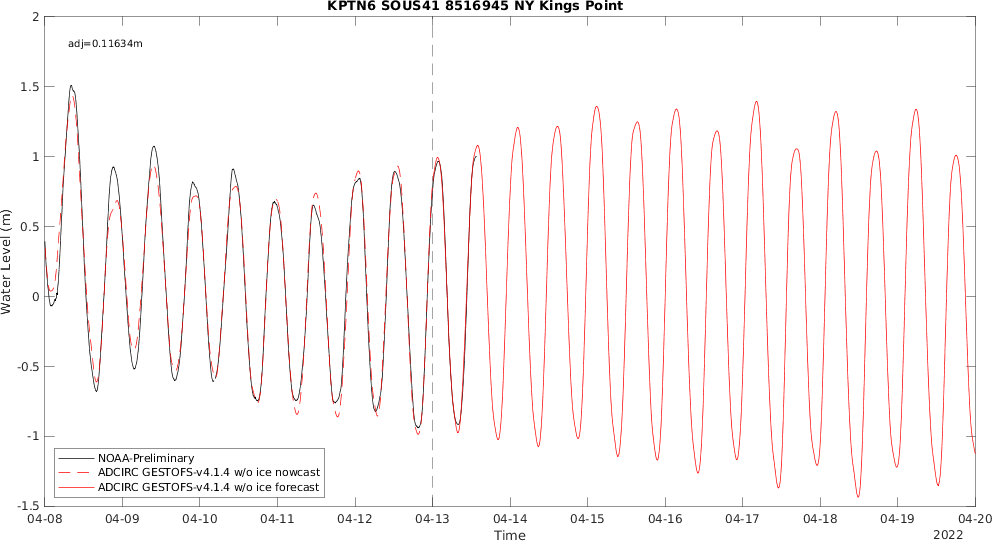 KPTN6 SOUS41 8516945 NY Kings Point
adj=0.11634m
2
1.5
1
0.5
0
-0.5
-1
-1.5
Water Level (m)
NOAA-Preliminary
ADCIRC GESTOFS-v4.1.4 w/o ice nowcast
ADCIRC GESTOFS-v4.1.4 w/o ice forecast
04-08 04-09 04-10 04-11 04-12 04-13 04-14 04-15 04-16 04-17 04-18 04-19 04-20
Time
2022